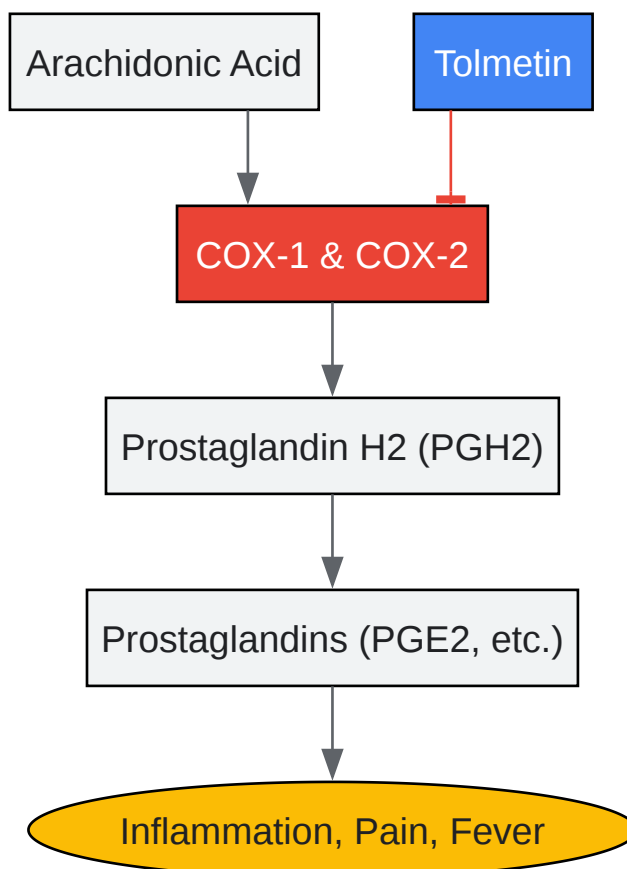 Arachidonic Acid
Tolmetin
COX-1 & COX-2
Prostaglandin H2 (PGH2)
Prostaglandins (PGE2, etc.)
Inflammation, Pain, Fever